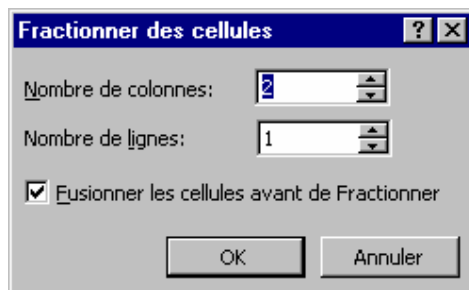 Fractionner des cellules
Nombre de colonnes: 2
Nombre de lignes: 1
Fusionner les cellules avant de Fractionner
OK Annuler